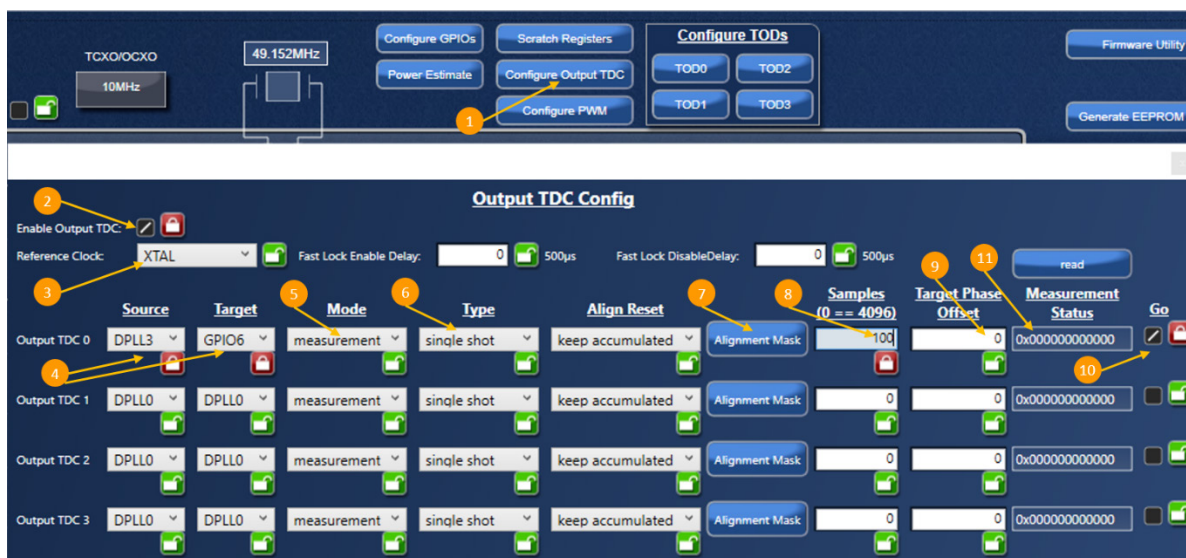 TCXO/OCXO
10MHz
49.152MHz
Configure GPIOs
Scratch Registers
Configure TODs
Firmware Utility
Power Estimate
Configure Output TDC
TOD0
TOD2
1
Configure PWM
TOD1
TOD3
Generate EEPROM
Output TDC Config
2
Enable Output TDC:
Reference Clock:
XTAL
Fast Lock Enable Delay:
0
500µs
Fast Lock DisableDelay:
0
500µs
9
11
read
3
5
6
7
8
Source
Target
Mode
Type
Align Reset
Samples
(0 == 4096)
Target Phase
Offset
Measurement
Status
Go
Output TDC 0
DPLL3
GPIO6
measurement
single shot
keep accumulated
Alignment Mask
100
0
0x000000000000
4
10
Output TDC 1
DPLL0
DPLL0
measurement
single shot
keep accumulated
Alignment Mask
0
0
0x000000000000
Output TDC 2
DPLL0
DPLL0
measurement
single shot
keep accumulated
Alignment Mask
0
0
0x000000000000
Output TDC 3
DPLL0
DPLL0
measurement
single shot
keep accumulated
Alignment Mask
0
0
0x000000000000